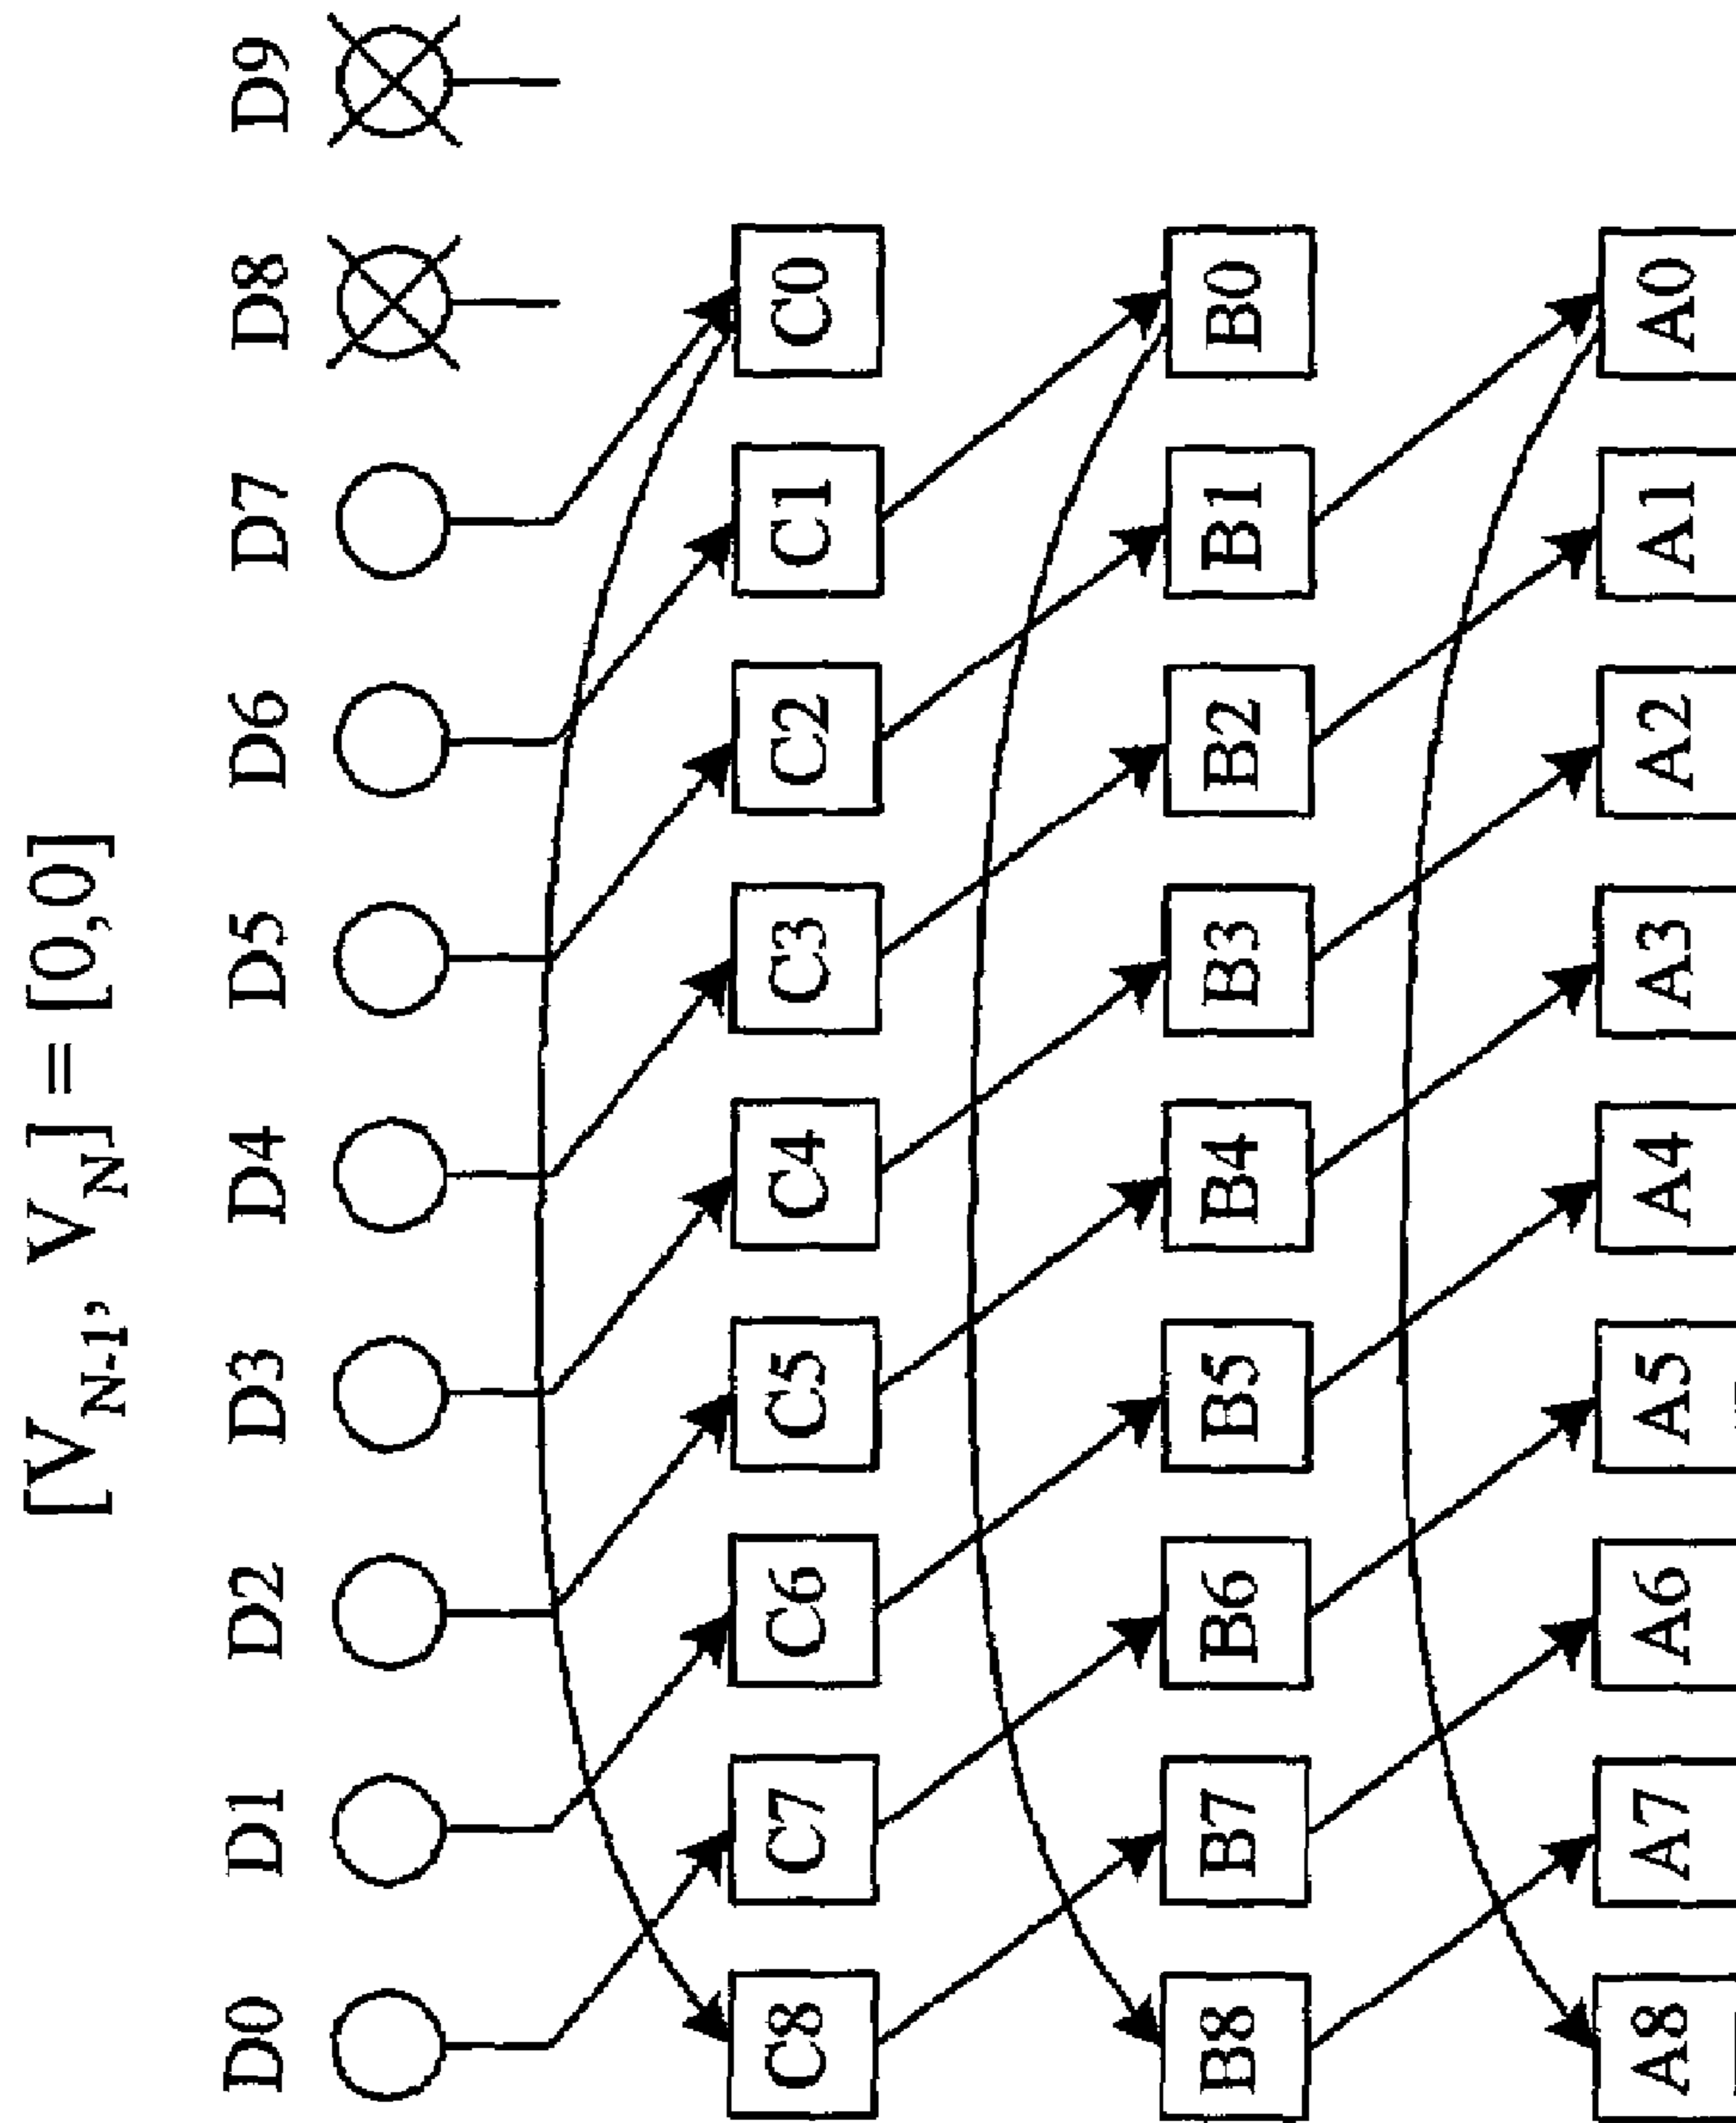 [V_{N-1}, V_N] = [0,0]
D0 D1 D2 D3 D4 D5 D6 D7 D8 D9
C8 C7 C6 C5 C4 C3 C2 C1 C0
B8 B7 B6 B5 B4 B3 B2 B1 B0
A8 A7 A6 A5 A4 A3 A2 A1 A0